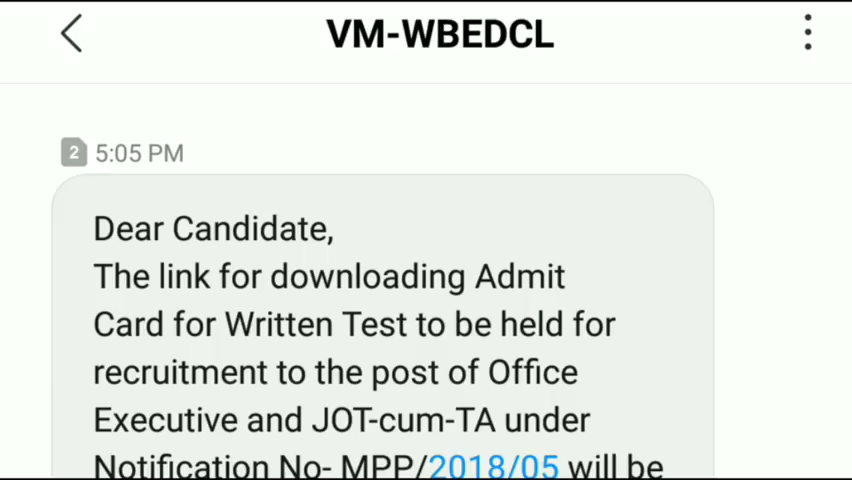 VM-WBEDCL
2 5:05 PM
Dear Candidate,
The link for downloading Admit
Card for Written Test to be held for
recruitment to the post of Office
Executive and JOT-cum-TA under
Notification No- MPP/2018/05 will be